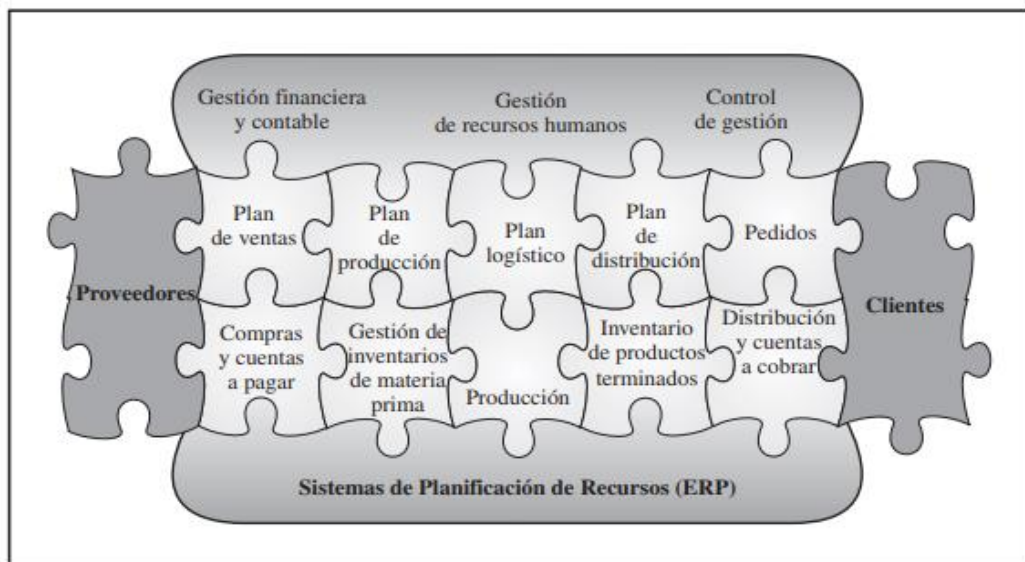 Gestión financiera
y contable
Gestión
de recursos humanos
Control
de gestión
Proveedores
Plan
de ventas
Plan
de
producción
Plan
logístico
Plan
de
distribución
Pedidos
Clientes
Compras
y cuentas
a pagar
Gestión de
inventarios
de materia
prima
Producción
Inventario
de productos
terminados
Distribución
y cuentas
a cobrar
Sistemas de Planificación de Recursos (ERP)